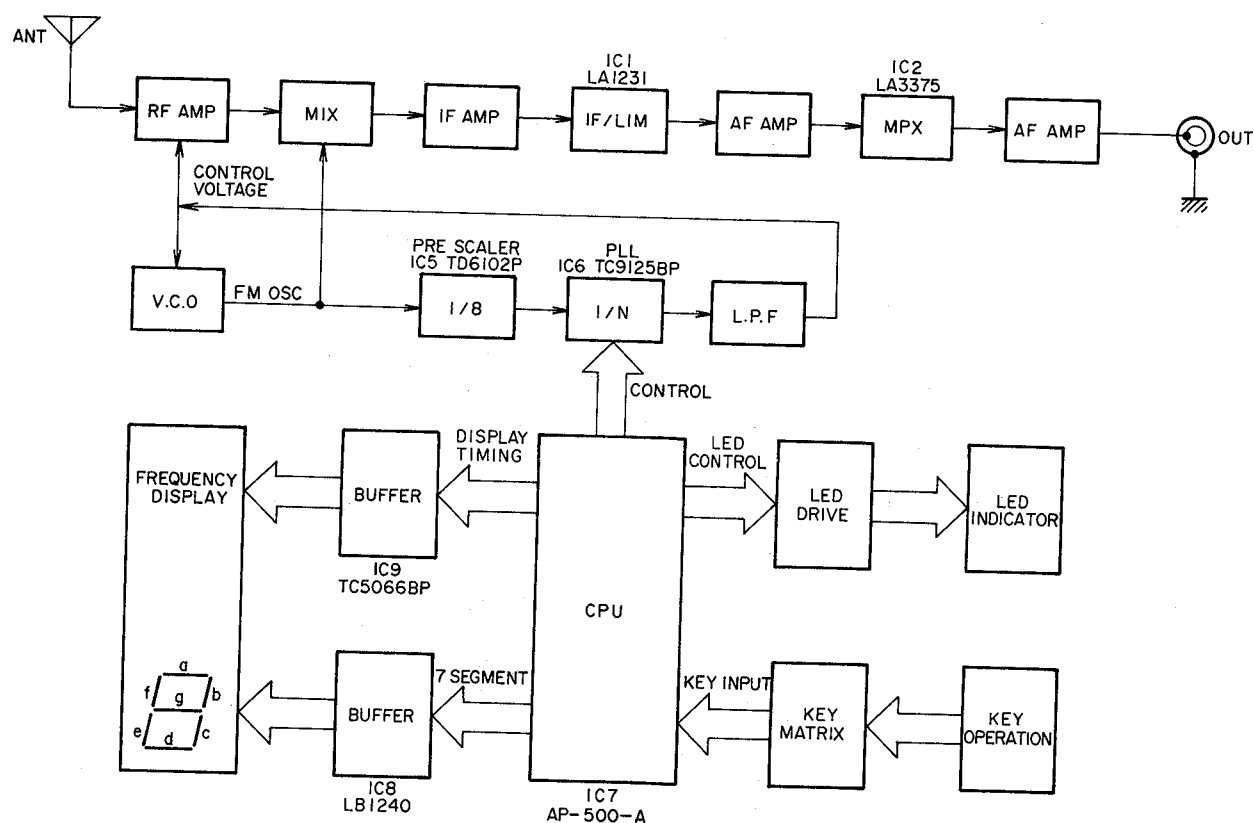 ANT
RF AMP
MIX
IF AMP
IC1
LA1231
IF/LIM
AF AMP
IC2
LA3375
MPX
AF AMP
OUT
CONTROL
VOLTAGE
V.C.O
FM OSC
PRE SCALER
IC5 TD6102P
1/8
PLL
IC6 TC9125BP
1/N
L.P.F
CONTROL
FREQUENCY
DISPLAY
BUFFER
IC9
TC5066BP
DISPLAY
TIMING
CPU
LED
CONTROL
LED
DRIVE
LED
INDICATOR
a
f
g
b
e
d
c
BUFFER
IC8
LB1240
7 SEGMENT
IC7
AP-500-A
KEY INPUT
KEY
MATRIX
KEY
OPERATION